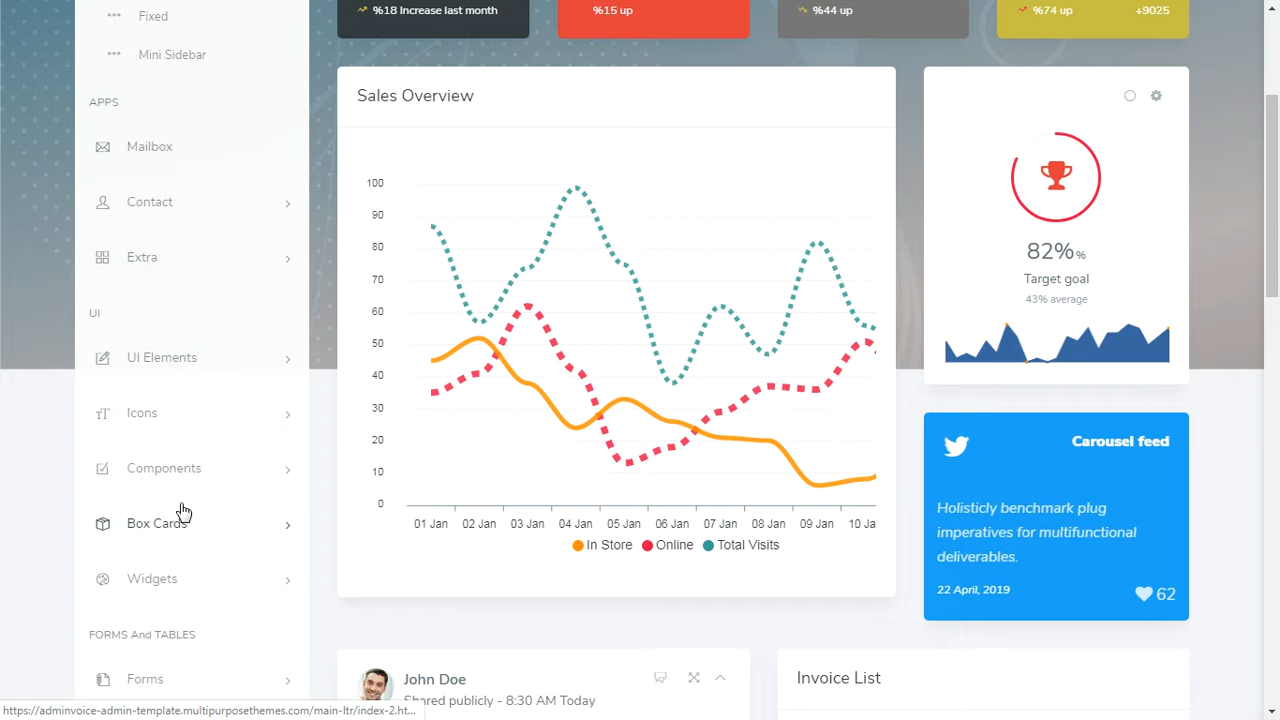 Fixed
Mini Sidebar
APPS
Mailbox
Contact
Extra
UI
UI Elements
Icons
Components
Box Cards
Widgets
FORMS And TABLES
Forms
%18 Increase last month
%15 up
%44 up
%74 up
+9025
Sales Overview
100
90
80
70
60
50
40
30
20
10
0
01 Jan 02 Jan 03 Jan 04 Jan 05 Jan 06 Jan 07 Jan 08 Jan 09 Jan 10 Ja
In Store Online Total Visits
82%%
Target goal
43% average
Carousel feed
Holisticly benchmark plug
imperatives for multifunctional
deliverables.
22 April, 2019
62
John Doe
Shared publicly - 8:30 AM Today
Invoice List
https://adminvoice-admin-template.multipurposethemes.com/main-ltr/index-2.ht...